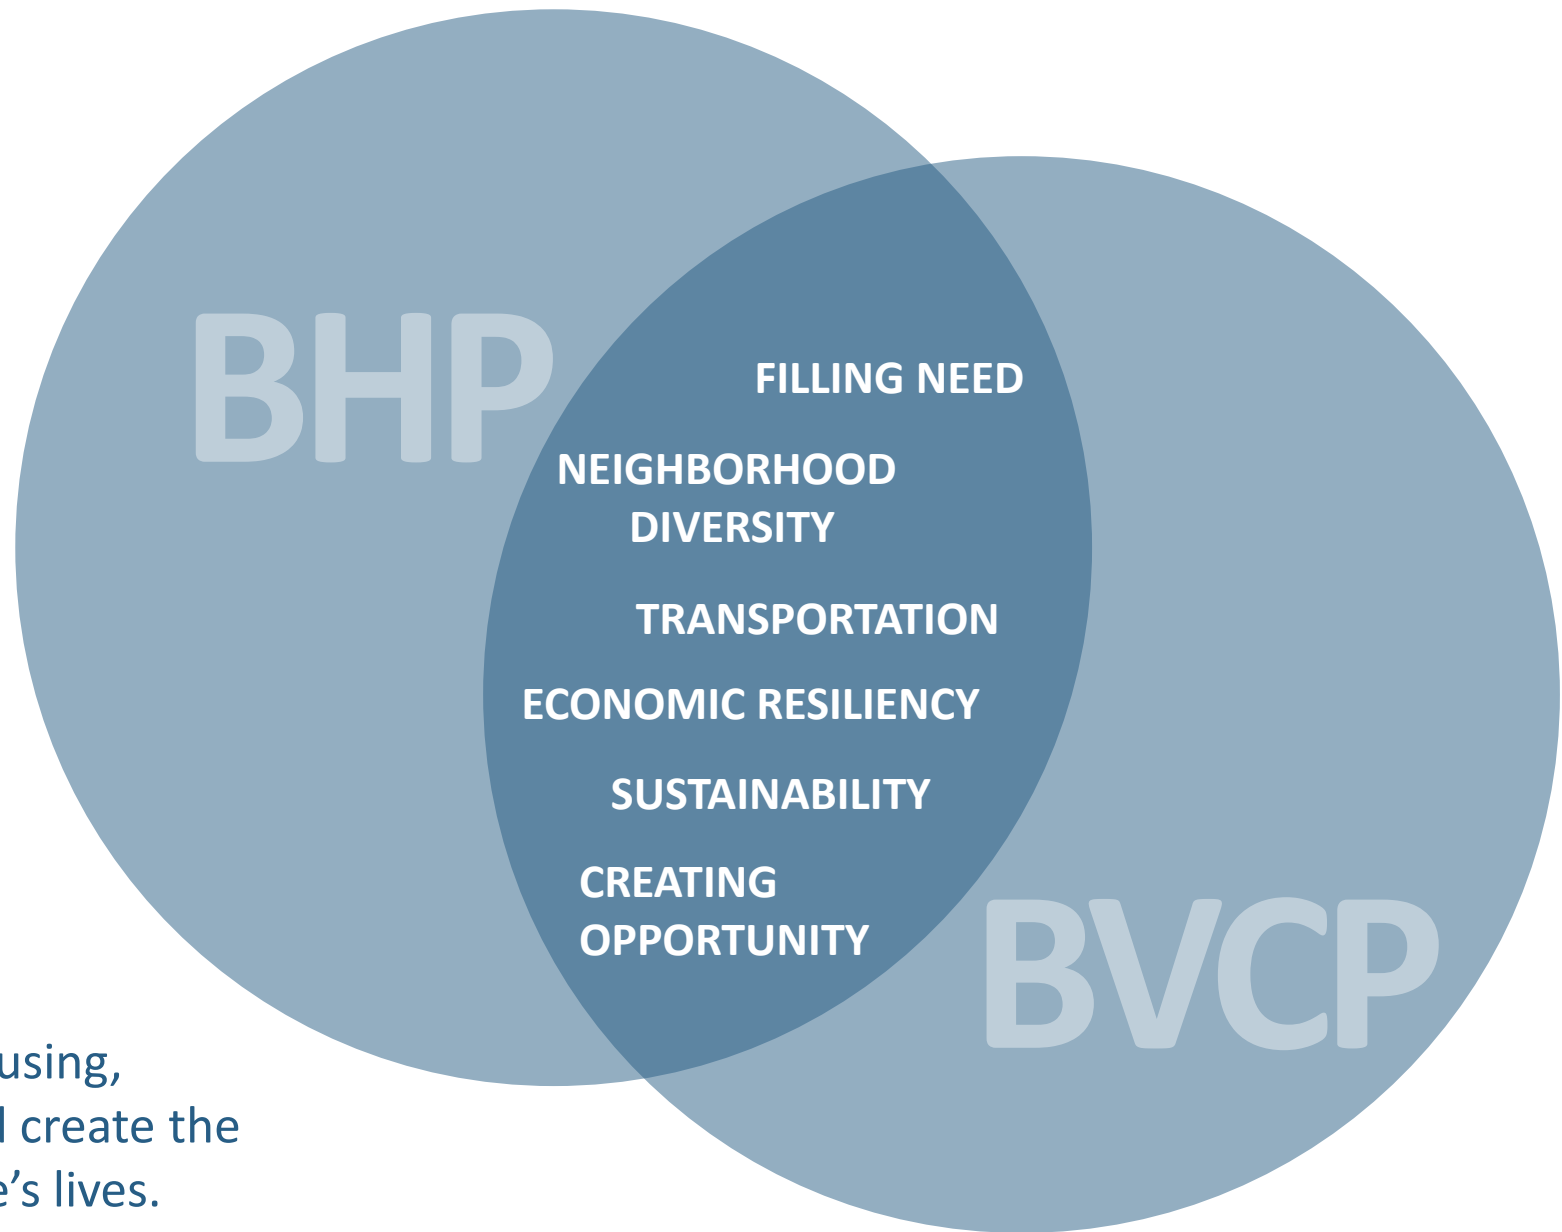 BHP
FILLING NEED
NEIGHBORHOOD
DIVERSITY
TRANSPORTATION
ECONOMIC RESILIENCY
SUSTAINABILITY
CREATING
OPPORTUNITY
BVCP
using,
create the
e’s lives.